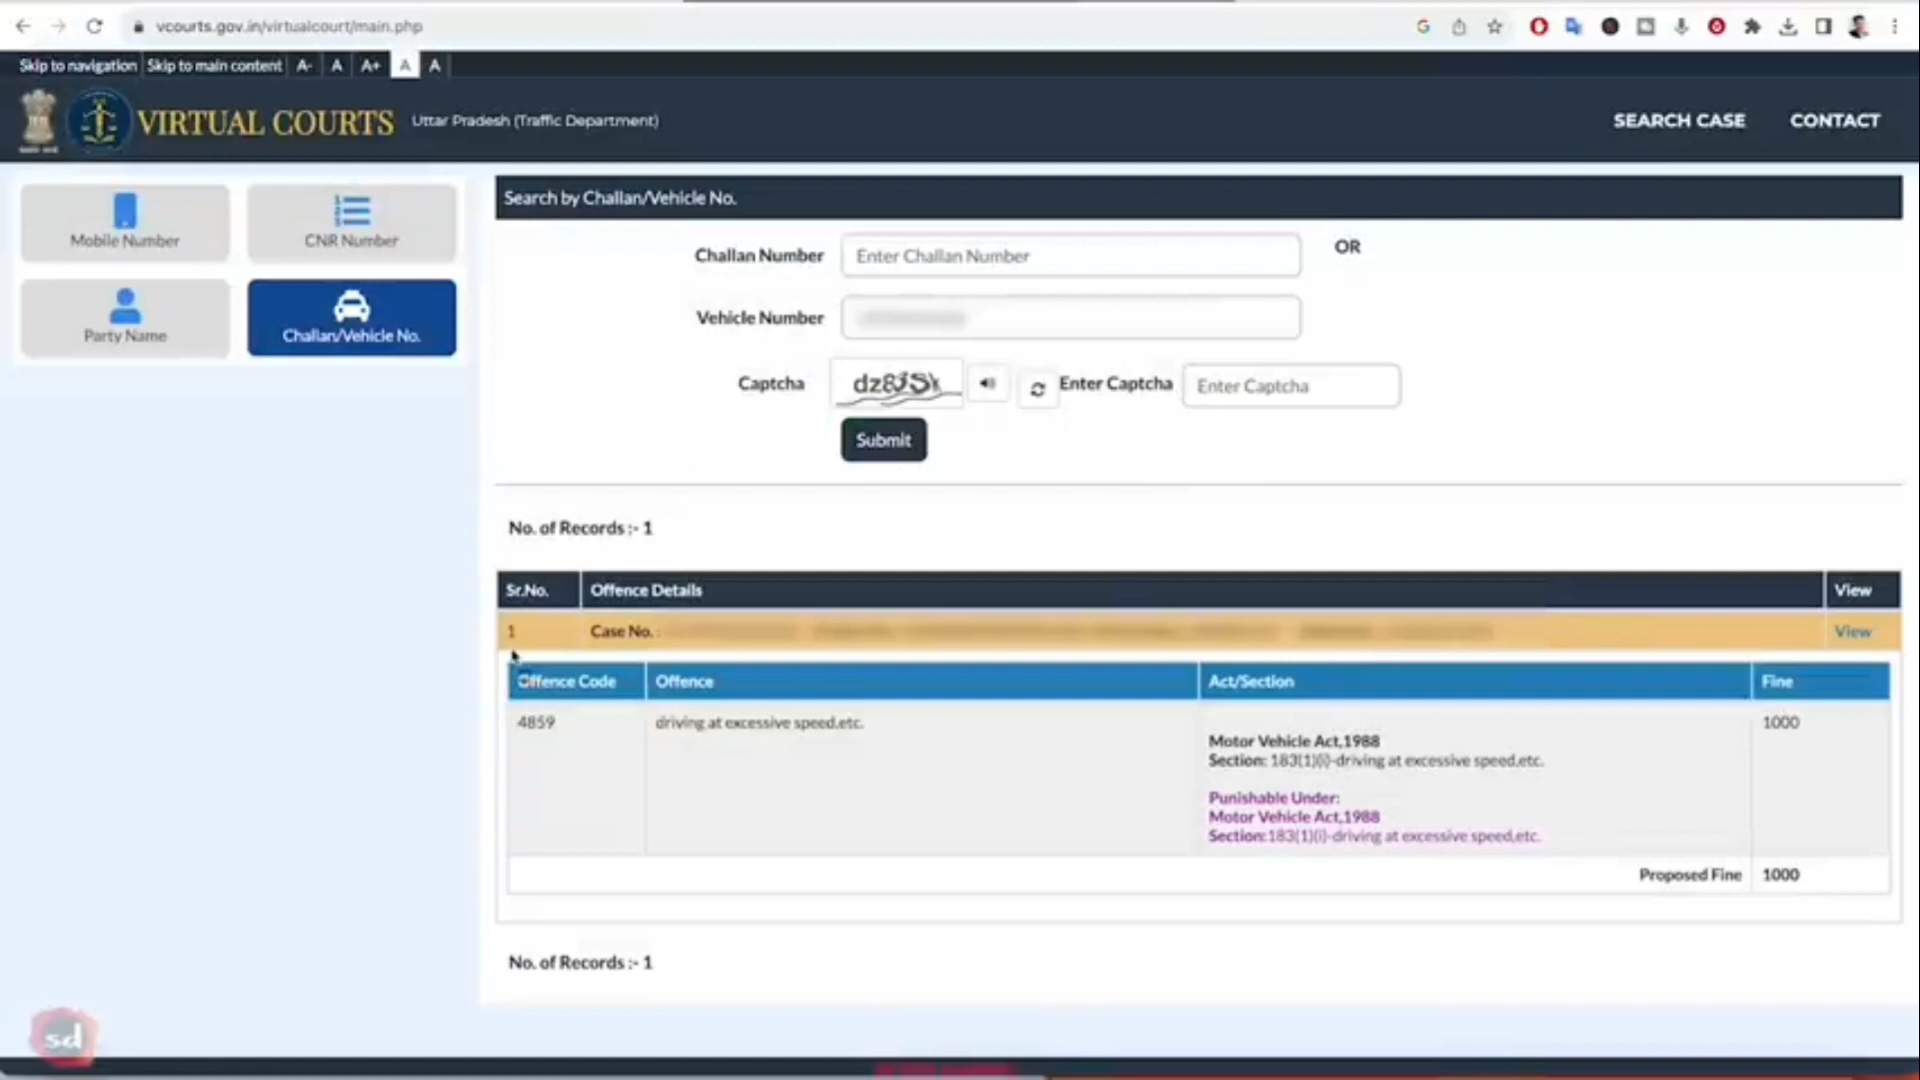 vcourts.gov.in/virtualcourt/main.php
Skip to navigation Skip to main content A- A A+ A A
VIRTUAL COURTS Uttar Pradesh (Traffic Department)
SEARCH CASE CONTACT
Mobile Number CNR Number
Party Name Challan/Vehicle No.
Search by Challan/Vehicle No.
Challan Number Enter Challan Number OR
Vehicle Number
Captcha Enter Captcha Enter Captcha
Submit
No. of Records :- 1
Sr.No. Offence Details View
1 Case No. : View
Offence Code Offence Act/Section Fine
4859 driving at excessive speed,etc. 1000
Motor Vehicle Act,1988
Section: 183(1)(i)-driving at excessive speed,etc.
Punishable Under:
Motor Vehicle Act,1988
Section:183(1)(i)-driving at excessive speed,etc.
Proposed Fine 1000
No. of Records :- 1
sd